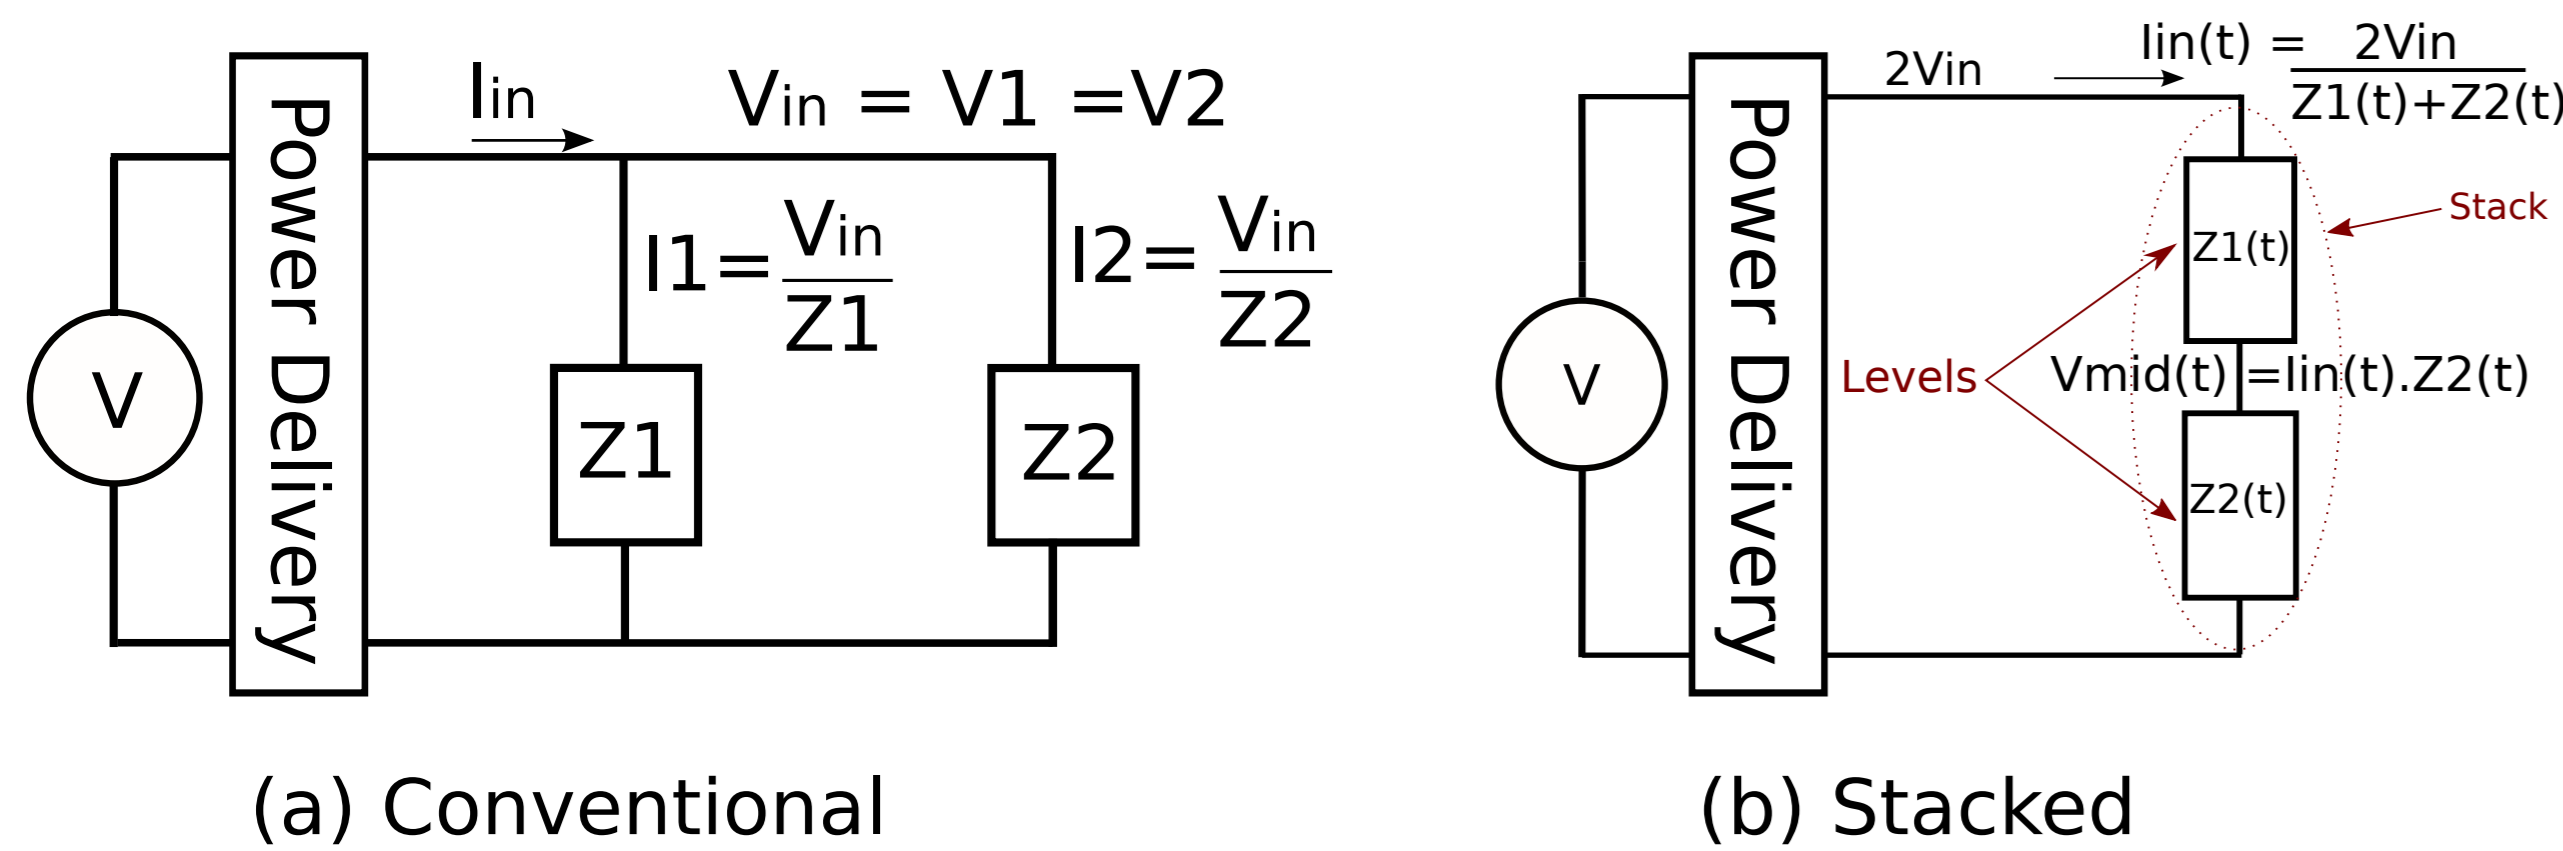 Iin
Vin = V1 =V2
Power Delivery
V
I1= Vin
Z1
I2= Vin
Z2
Z1
Z2
(a) Conventional
2Vin
Iin(t) = 2Vin
Z1(t)+Z2(t)
Power Delivery
V
Stack
Z1(t)
Levels
Vmid(t) =Iin(t).Z2(t)
Z2(t)
(b) Stacked